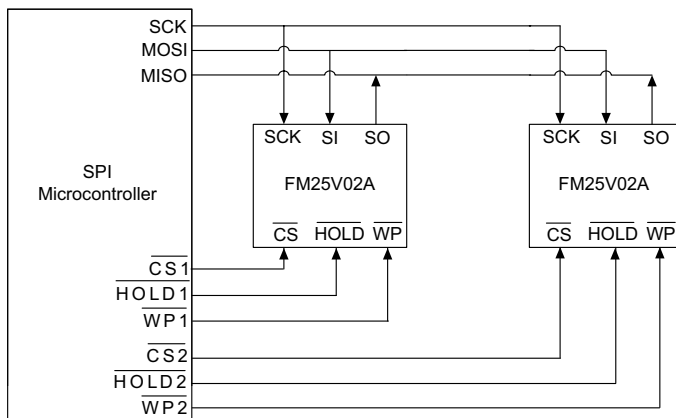 SCK
MOSI
MISO
SCK SI SO
SCK SI SO
SPI
Microcontroller
FM25V02A
FM25V02A
CS HOLD WP
CS HOLD WP
CS1
HOLD1
WP1
CS2
HOLD2
WP2